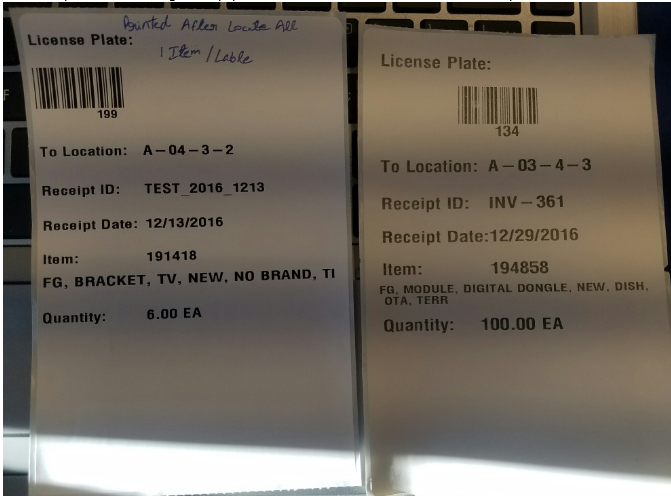 Printed After Locate All
1 Item / Lable
License Plate:
199
To Location: A-04-3-2
Receipt ID: TEST_2016_1213
Receipt Date: 12/13/2016
Item: 191418
FG, BRACKET, TV, NEW, NO BRAND, TI
Quantity: 6.00 EA
License Plate:
134
To Location: A-03-4-3
Receipt ID: INV-361
Receipt Date:12/29/2016
Item: 194858
FG, MODULE, DIGITAL DONGLE, NEW, DISH,
OTA, TERR
Quantity: 100.00 EA